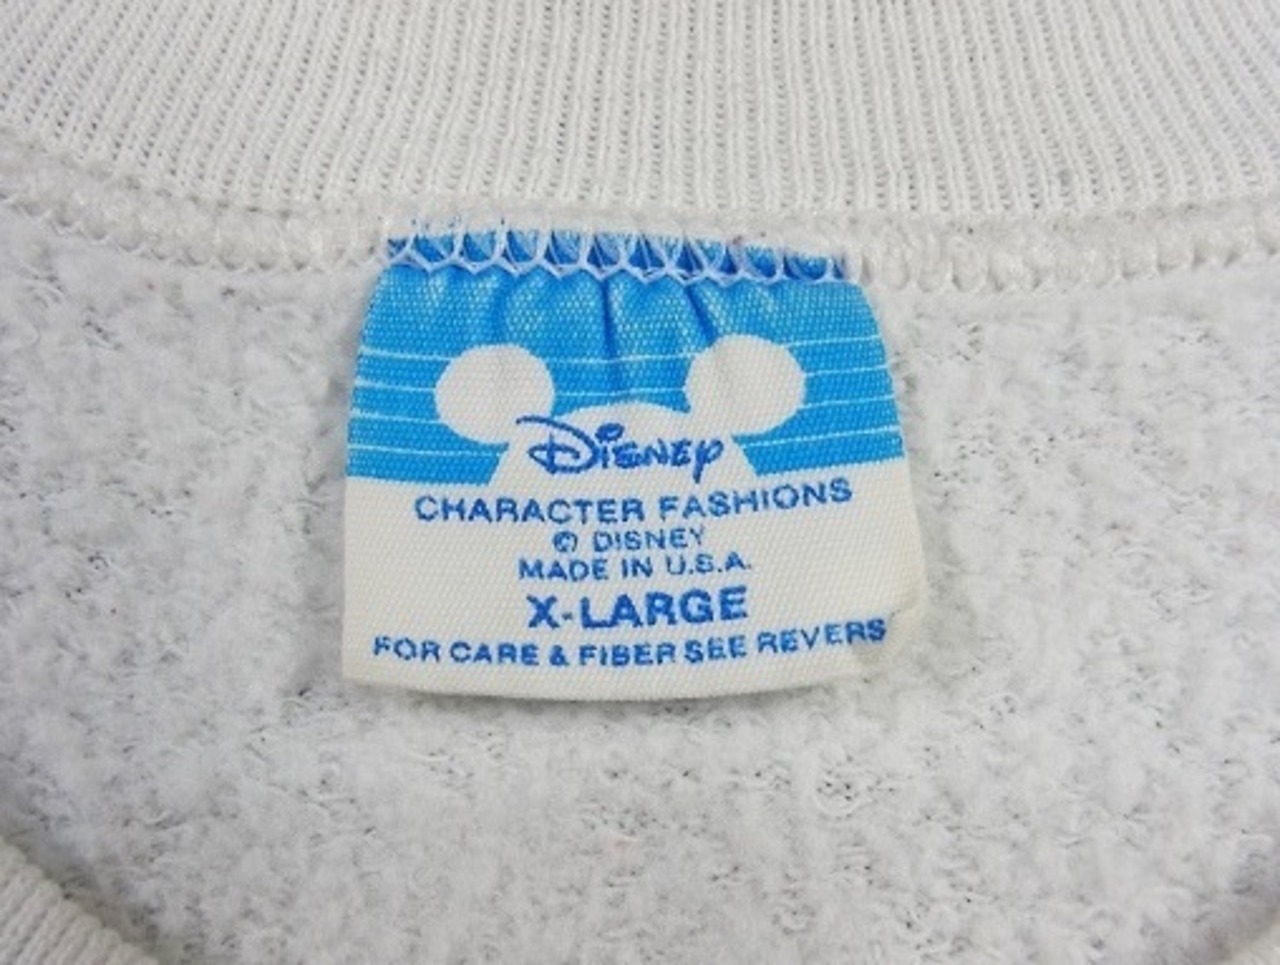 Disney
CHARACTER FASHIONS
© DISNEY
MADE IN U.S.A.
X-LARGE
FOR CARE & FIBER SEE REVERS